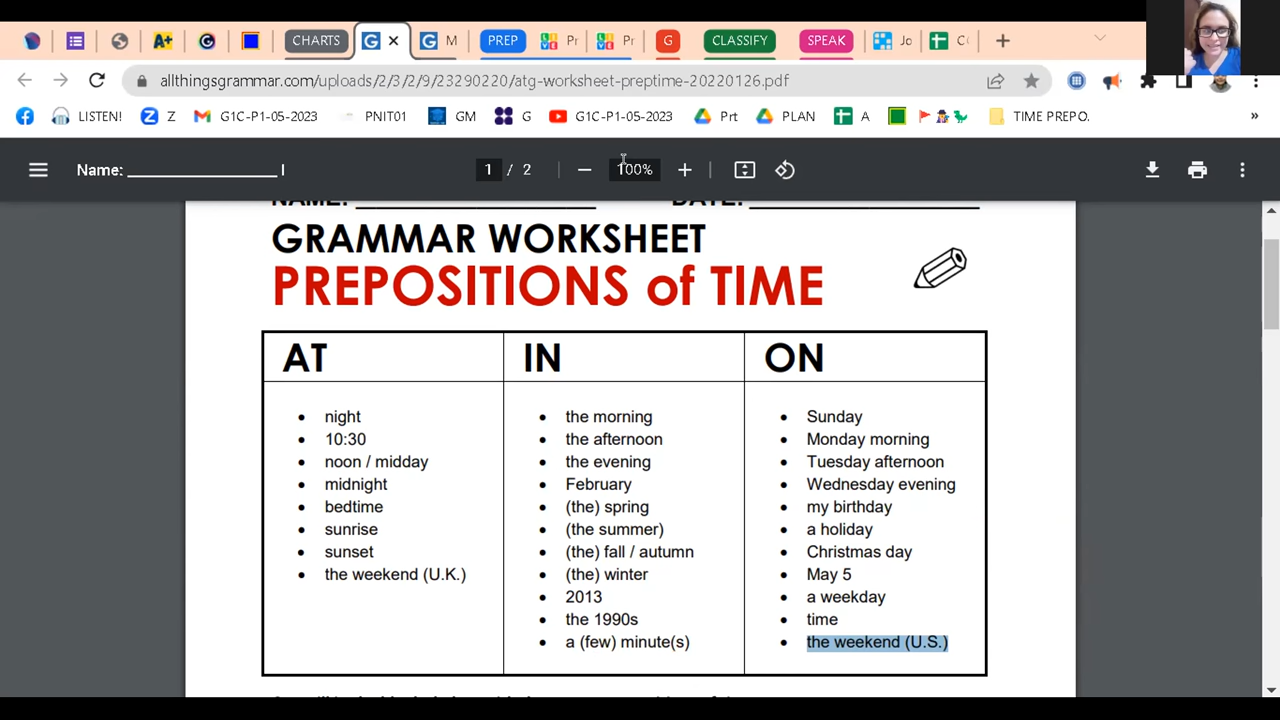 CHARTS M PREP Pr Pr G CLASSIFY SPEAK Jo
allthingsgrammar.com/uploads/2/3/2/9/23290220/atg-worksheet-preptime-20220126.pdf
LISTEN! Z G1C-P1-05-2023 PNIT01 GM G G1C-P1-05-2023 Prt PLAN A TIME PREPO. »
Name: _________________ I 1 / 2 100%
NAME: DATE:
GRAMMAR WORKSHEET
PREPOSITIONS of TIME
AT
• night
• 10:30
• noon / midday
• midnight
• bedtime
• sunrise
• sunset
• the weekend (U.K.)
IN
• the morning
• the afternoon
• the evening
• February
• (the) spring
• (the summer)
• (the) fall / autumn
• (the) winter
• 2013
• the 1990s
• a (few) minute(s)
ON
• Sunday
• Monday morning
• Tuesday afternoon
• Wednesday evening
• my birthday
• a holiday
• Christmas day
• May 5
• a weekday
• time
• the weekend (U.S.)